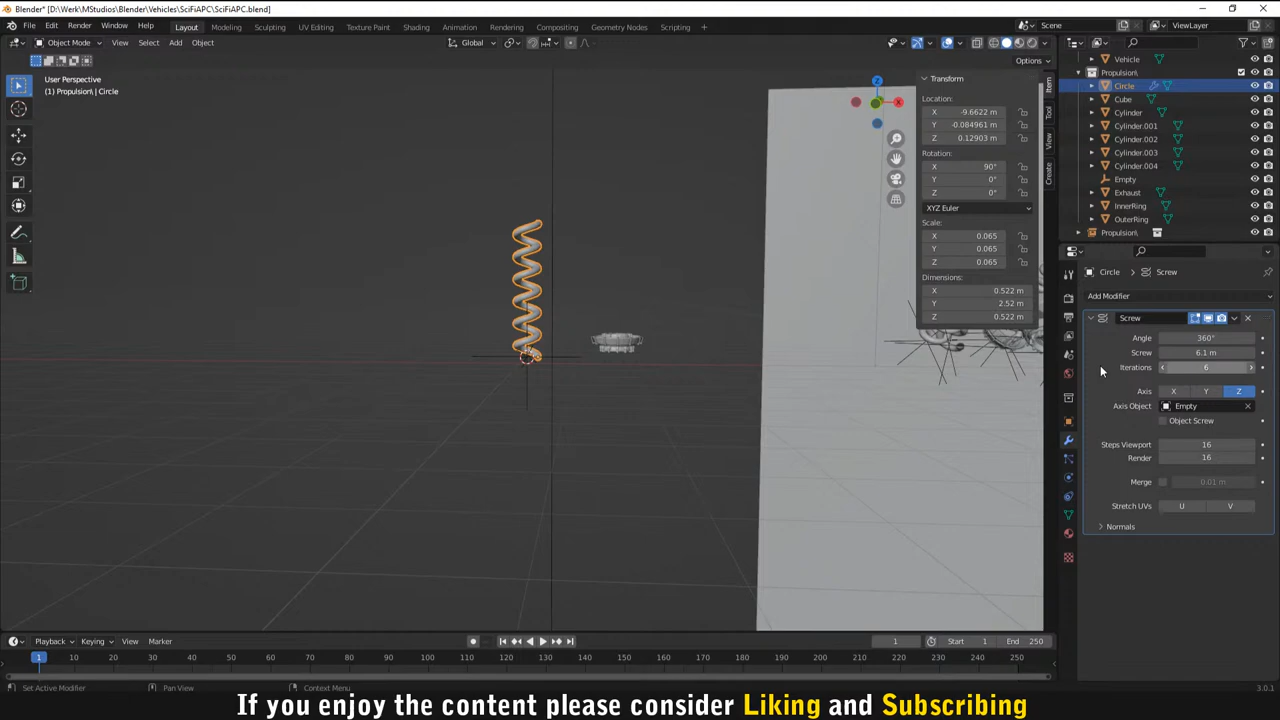 Blender* [D:\Werk\MStudios\Blender\Vehicles\SciFiAPC\SciFiAPC.blend]
File Edit Render Window Help Layout Modeling Sculpting UV Editing Texture Paint Shading Animation Rendering Compositing Geometry Nodes Scripting Scene ViewLayer
Object Mode View Select Add Object Global
Options
User Perspective
(1) Propulsion\ | Circle
Transform
Location:
X -9.6622 m
Y -0.084961 m
Z 0.12903 m
Rotation:
X 90°
Y 0°
Z 0°
XYZ Euler
Scale:
X 0.065
Y 0.065
Z 0.065
Dimensions:
X 0.522 m
Y 2.52 m
Z 0.522 m
Z
X
Item
Tool
View
Create
Vehicle
Propulsion\
Circle
Cube
Cylinder
Cylinder.001
Cylinder.002
Cylinder.003
Cylinder.004
Empty
Exhaust
InnerRing
OuterRing
Propulsion\
Circle > Screw
Add Modifier
Screw
Angle 360°
Screw 6.1 m
Iterations 6
Axis X Y Z
Axis Object Empty
Object Screw
Steps Viewport 16
Render 16
Merge 0.01 m
Stretch UVs U V
Normals
Playback Keying View Marker 1 Start 1 End 250
1 10 20 30 40 50 60 70 80 90 100 110 120 130 140 150 160 170 180 190 200 210 220 230 240 250
Set Active Modifier Pan View Context Menu 3.0.1
If you enjoy the content please consider Liking and Subscribing